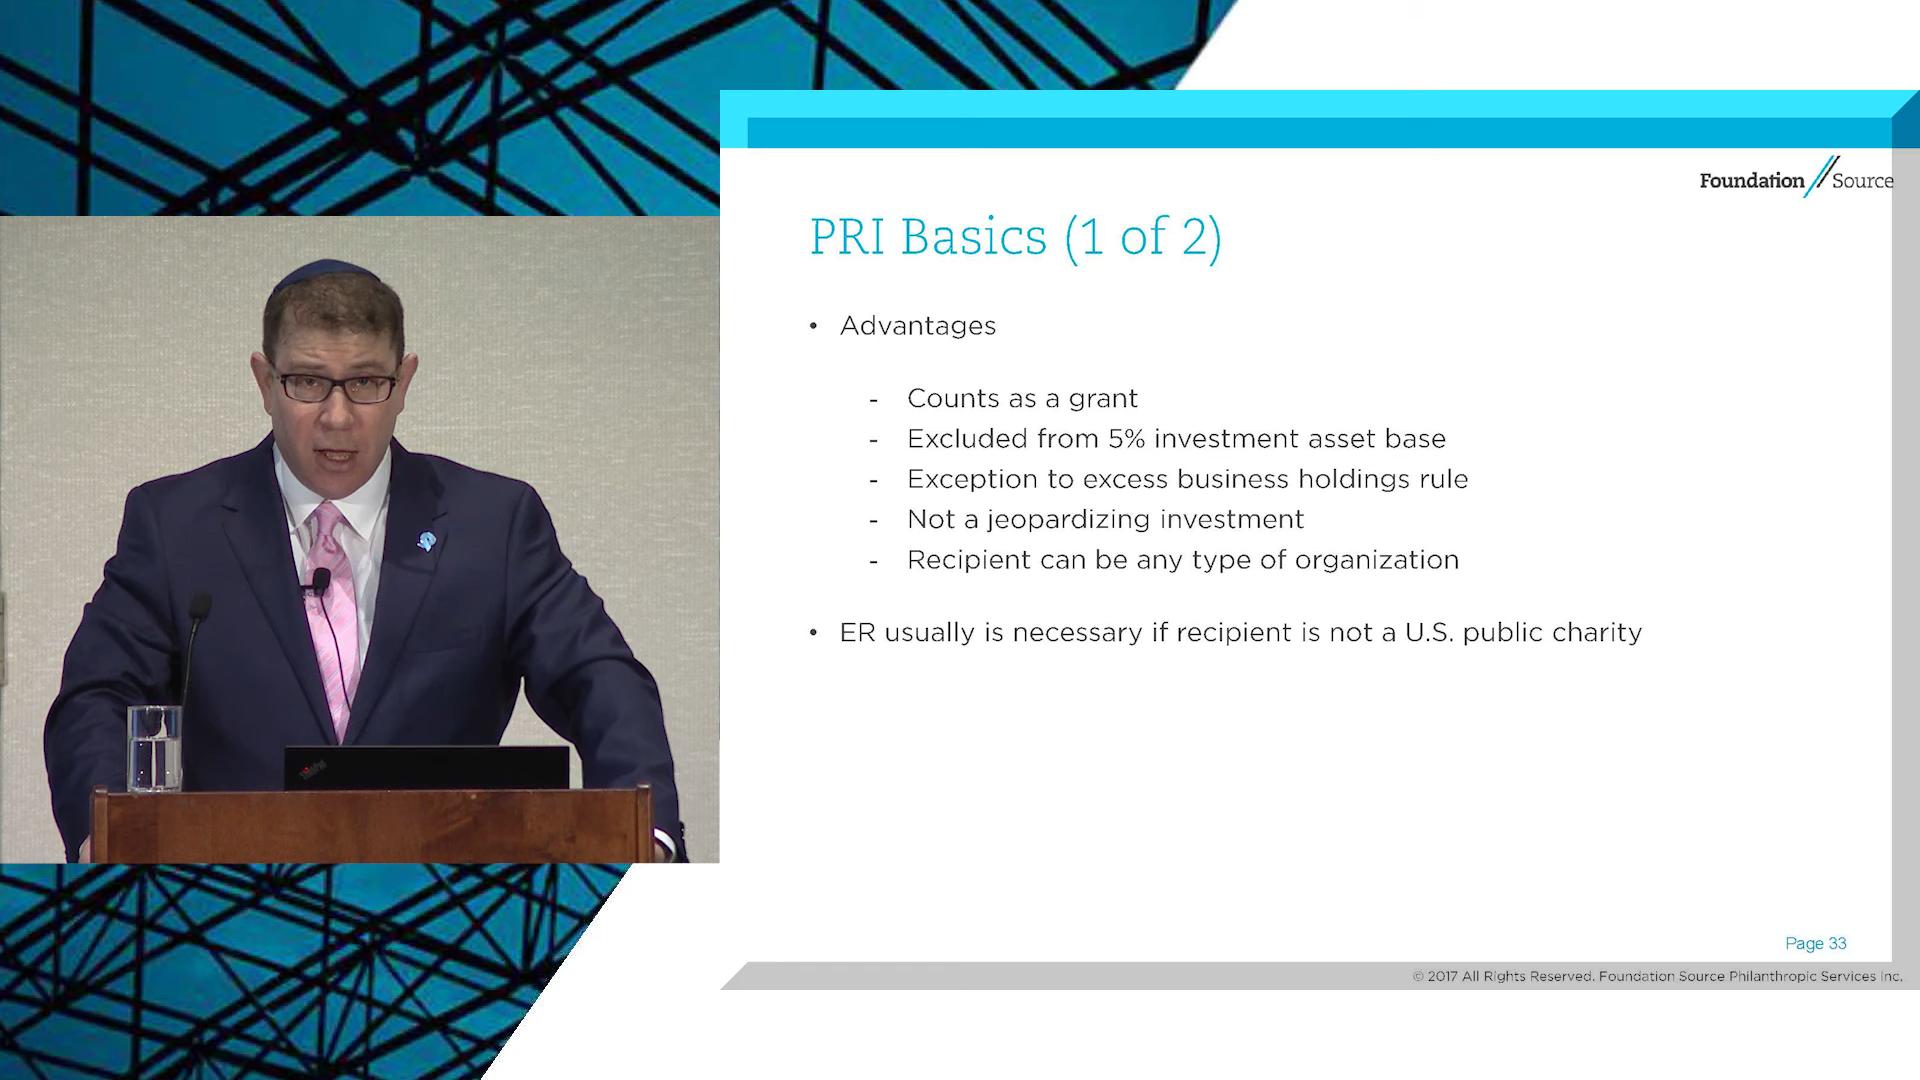 Foundation Source
PRI Basics (1 of 2)
• Advantages
- Counts as a grant
- Excluded from 5% investment asset base
- Exception to excess business holdings rule
- Not a jeopardizing investment
- Recipient can be any type of organization
• ER usually is necessary if recipient is not a U.S. public charity
ThinkPad
Page 33
© 2017 All Rights Reserved. Foundation Source Philanthropic Services Inc.